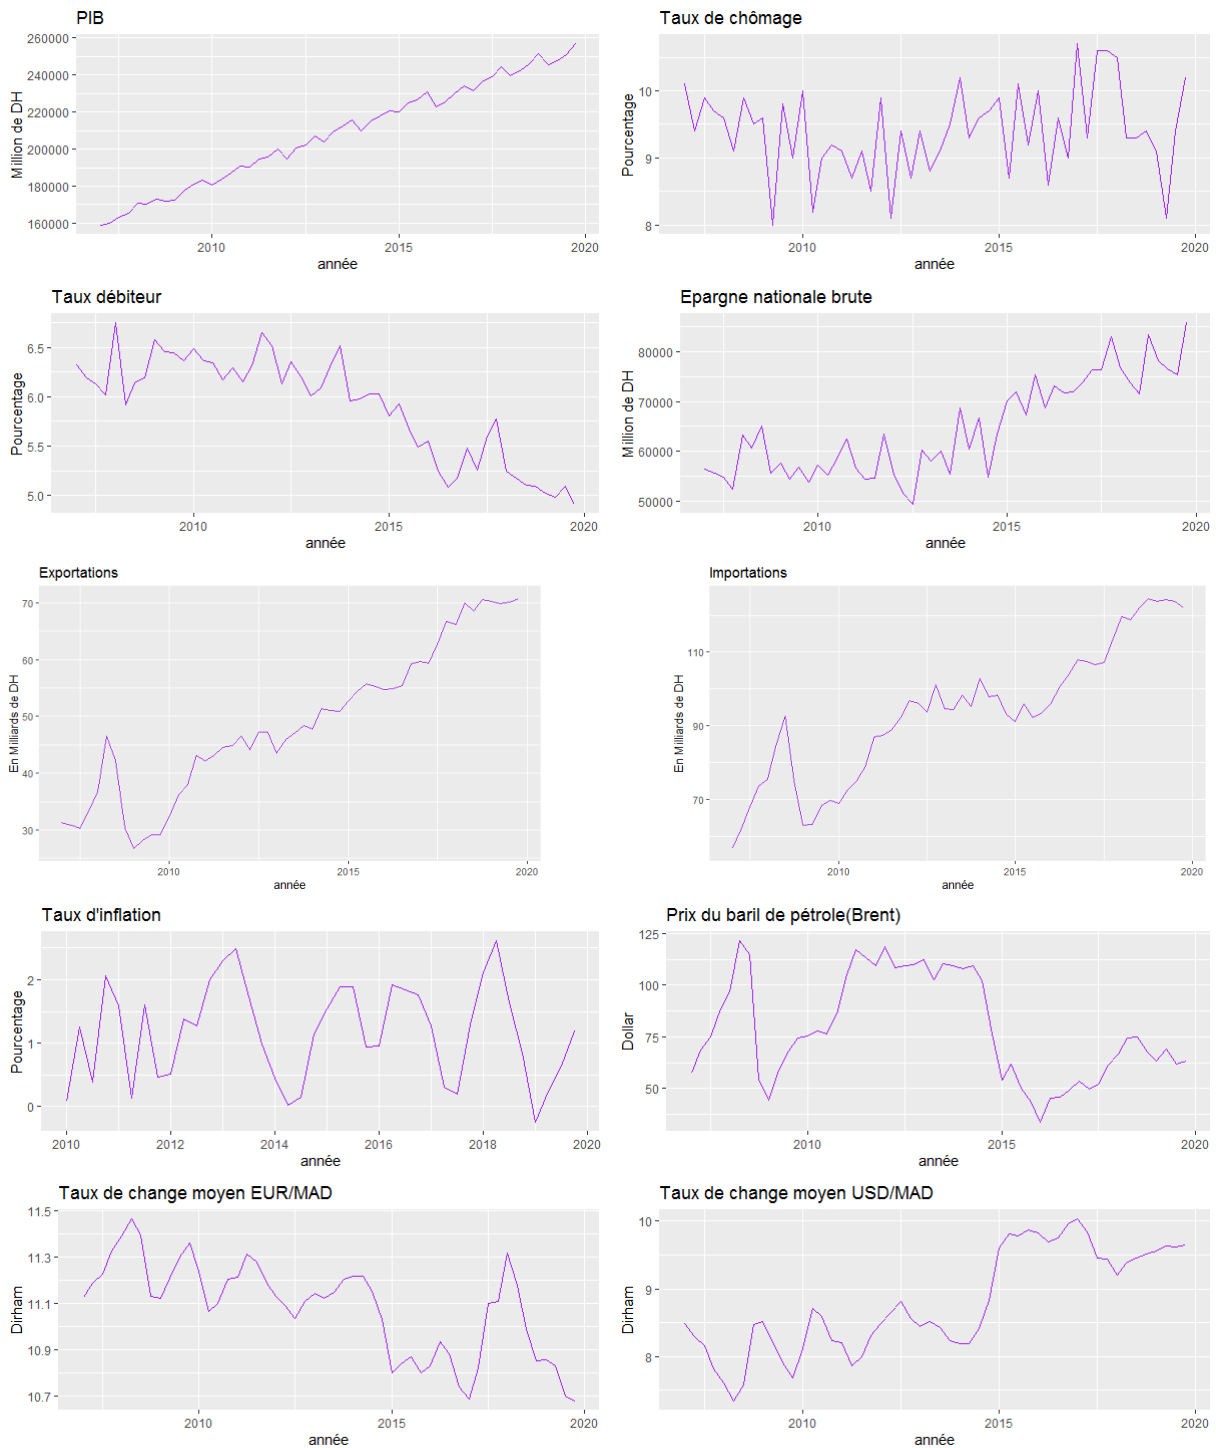 PIB
Taux de chômage
260000
240000
220000
200000
180000
160000
Million de DH
2010
2015
2020
année
10
9
8
Pourcentage
2010
2015
2020
année
Taux débiteur
Epargne nationale brute
6.5
6.0
5.5
5.0
Pourcentage
2010
2015
2020
année
80000
70000
60000
50000
Million de DH
2010
2015
2020
année
Exportations
Importations
70
60
50
40
30
En Milliards de DH
2010
2015
2020
année
110
90
70
En Milliards de DH
2010
2015
2020
année
Taux d'inflation
Prix du baril de pétrole(Brent)
2
1
0
Pourcentage
2010
2012
2014
2016
2018
2020
année
125
100
75
50
Dollar
2010
2015
2020
année
Taux de change moyen EUR/MAD
Taux de change moyen USD/MAD
11.5
11.3
11.1
10.9
10.7
Dirham
2010
2015
2020
année
10
9
8
Dirham
2010
2015
2020
année